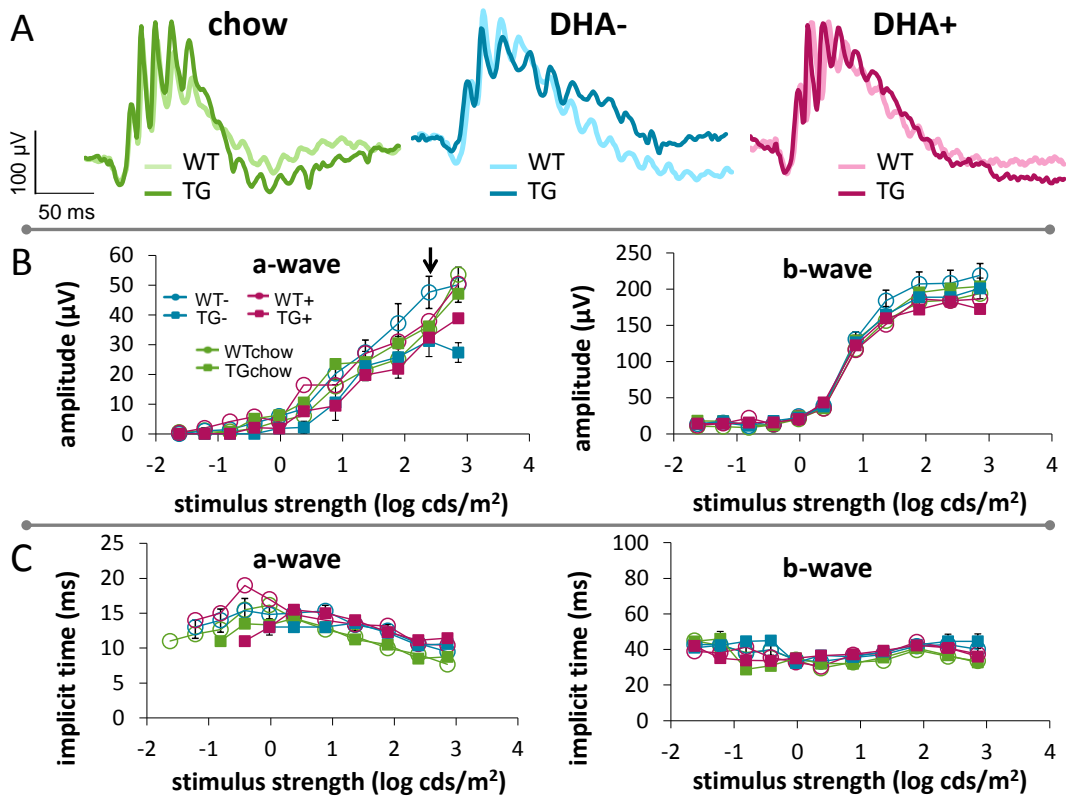 A
chow
DHA-
DHA+
100 µV
50 ms
WT
TG
WT
TG
WT
TG
B
a-wave
b-wave
amplitude (µV)
60
50
40
30
20
10
0
WT-
TG-
WT+
TG+
WTchow
TGchow
-2 -1 0 1 2 3 4
stimulus strength (log cds/m²)
amplitude (µV)
250
200
150
100
50
0
-2 -1 0 1 2 3 4
stimulus strength (log cds/m²)
C
a-wave
b-wave
implicit time (ms)
25
20
15
10
5
0
-2 -1 0 1 2 3 4
stimulus strength (log cds/m²)
implicit time (ms)
100
80
60
40
20
0
-2 -1 0 1 2 3 4
stimulus strength (log cds/m²)